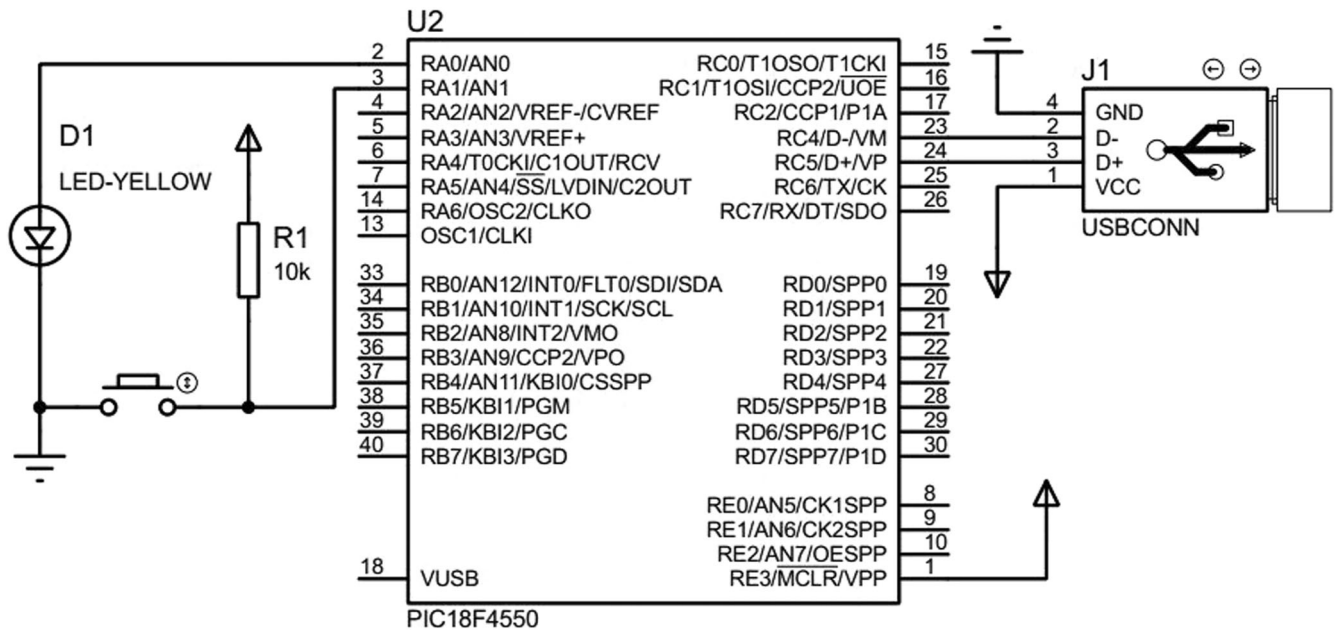 U2
2 RA0/AN0
3 RA1/AN1
4 RA2/AN2/VREF-/CVREF
5 RA3/AN3/VREF+
6 RA4/T0CKI/C1OUT/RCV
7 RA5/AN4/SS/LVDIN/C2OUT
14 RA6/OSC2/CLKO
13 OSC1/CLKI
33 RB0/AN12/INT0/FLT0/SDI/SDA
34 RB1/AN10/INT1/SCK/SCL
35 RB2/AN8/INT2/VMO
36 RB3/AN9/CCP2/VPO
37 RB4/AN11/KBI0/CSSPP
38 RB5/KBI1/PGM
39 RB6/KBI2/PGC
40 RB7/KBI3/PGD
18 VUSB
RC0/T1OSO/T1CKI 15
RC1/T1OSI/CCP2/UOE 16
RC2/CCP1/P1A 17
RC4/D-/VM 23
RC5/D+/VP 24
RC6/TX/CK 25
RC7/RX/DT/SDO 26
RD0/SPP0 19
RD1/SPP1 20
RD2/SPP2 21
RD3/SPP3 22
RD4/SPP4 27
RD5/SPP5/P1B 28
RD6/SPP6/P1C 29
RD7/SPP7/P1D 30
RE0/AN5/CK1SPP 8
RE1/AN6/CK2SPP 9
RE2/AN7/OESPP 10
RE3/MCLR/VPP 1
PIC18F4550
D1
LED-YELLOW
R1
10k
J1
4 GND
2 D-
3 D+
1 VCC
USBCONN